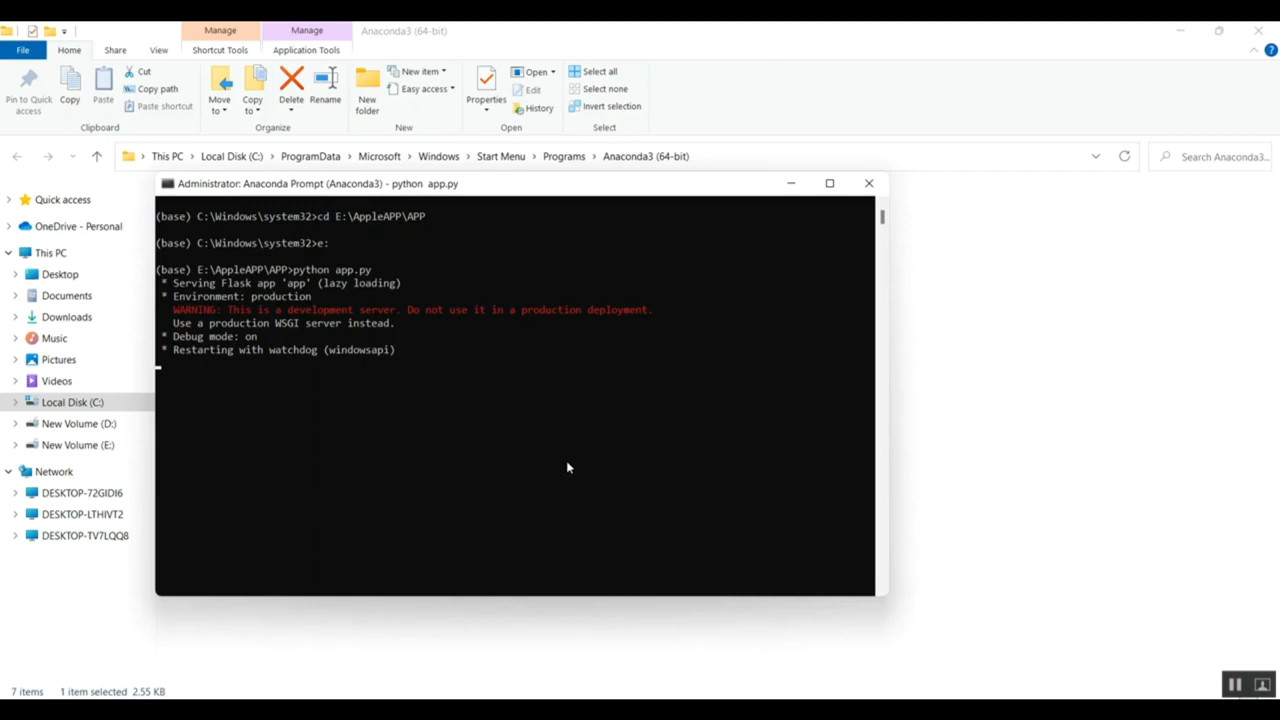 Manage
Manage
Anaconda3 (64-bit)
File
Home
Share
View
Shortcut Tools
Application Tools
Pin to Quick access
Copy
Paste
Cut
Copy path
Paste shortcut
Clipboard
Move to
Copy to
Delete
Rename
Organize
New folder
New item
Easy access
New
Properties
Open
Edit
History
Open
Select all
Select none
Invert selection
Select
This PC > Local Disk (C:) > ProgramData > Microsoft > Windows > Start Menu > Programs > Anaconda3 (64-bit)
Search Anaconda3...
Quick access
OneDrive - Personal
This PC
Desktop
Documents
Downloads
Music
Pictures
Videos
Local Disk (C:)
New Volume (D:)
New Volume (E:)
Network
DESKTOP-72GIDI6
DESKTOP-LTHIVT2
DESKTOP-TV7LQQ8
Administrator: Anaconda Prompt (Anaconda3) - python app.py
(base) C:\Windows\system32>cd E:\AppleAPP\APP
(base) C:\Windows\system32>e:
(base) E:\AppleAPP\APP>python app.py
* Serving Flask app 'app' (lazy loading)
* Environment: production
WARNING: This is a development server. Do not use it in a production deployment.
Use a production WSGI server instead.
* Debug mode: on
* Restarting with watchdog (windowsapi)
7 items
1 item selected 2.55 KB